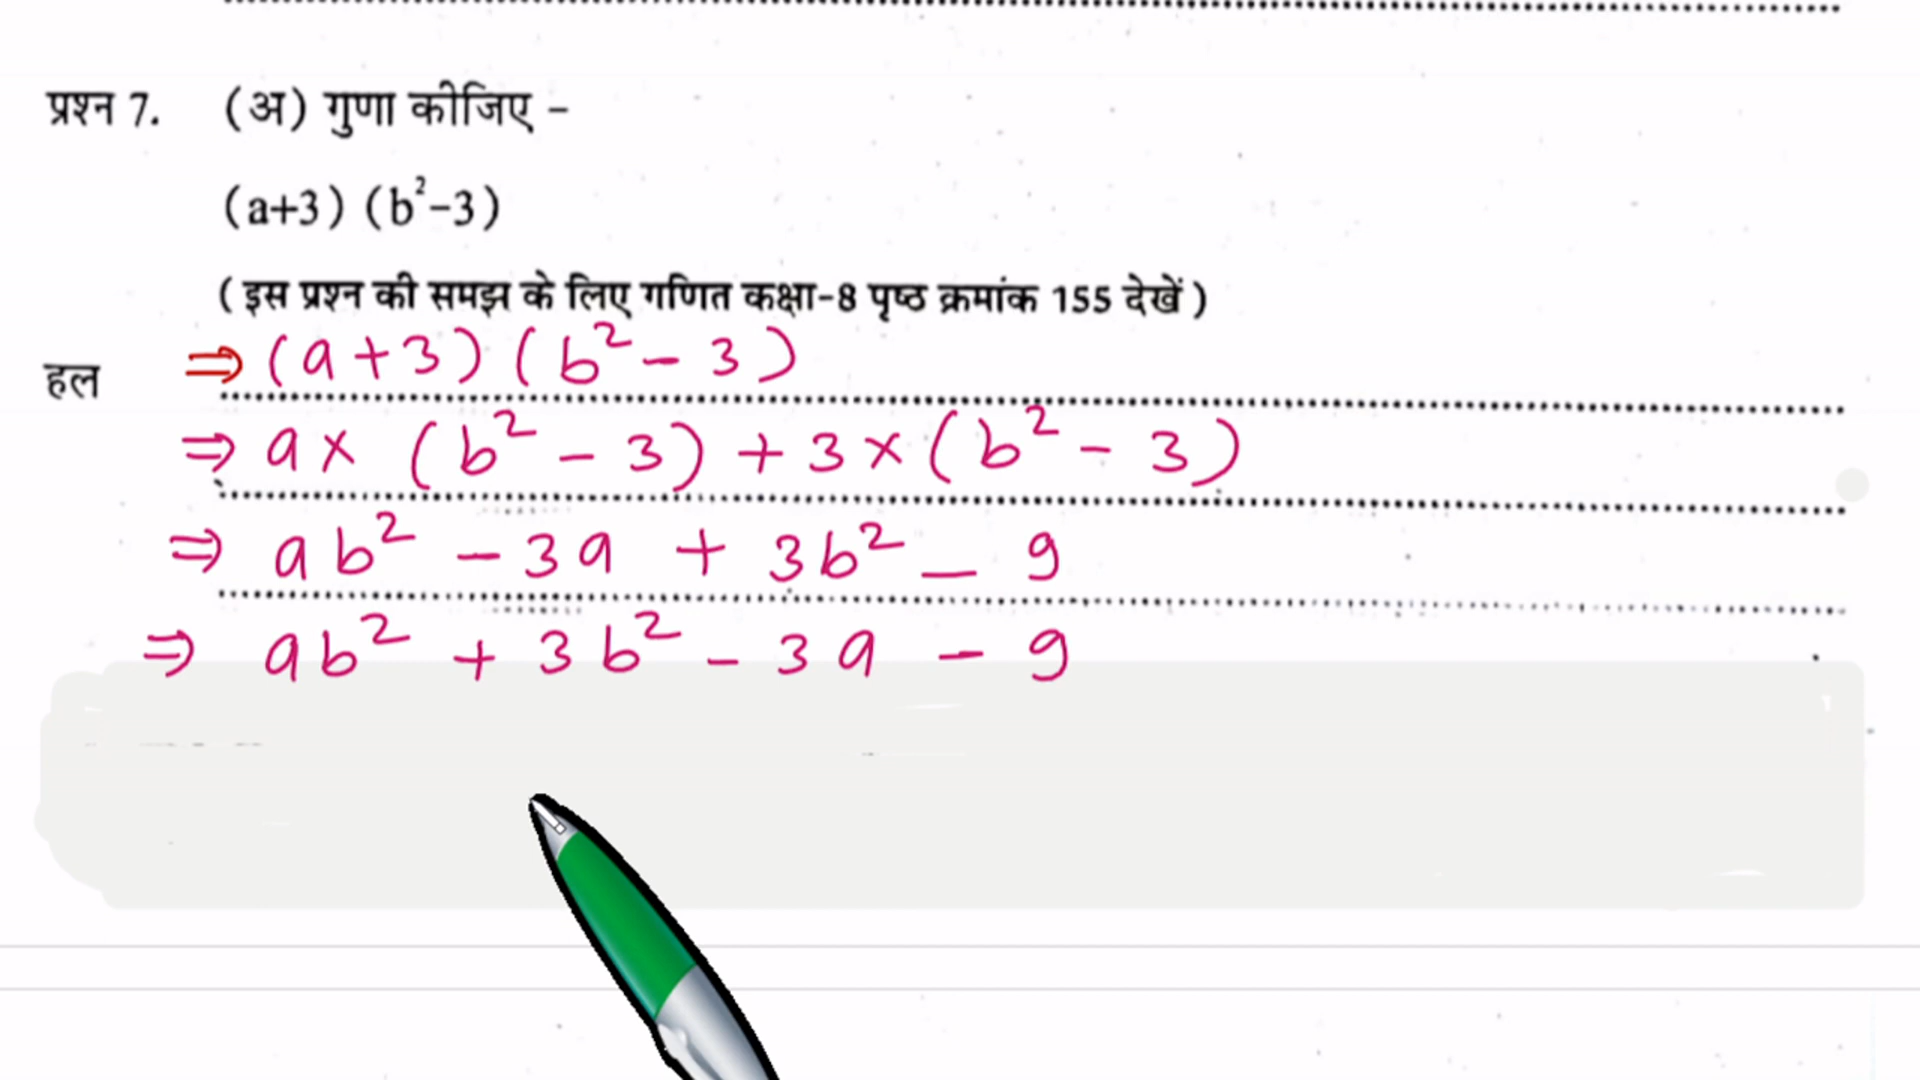 प्रश्न 7. (अ) गुणा कीजिए -
(a+3) (b²-3)
(इस प्रश्न की समझ के लिए गणित कक्षा-8 पृष्ठ क्रमांक 155 देखें)
हल ⇒ (a+3) (b² - 3)
⇒ a × (b² - 3) + 3 × (b² - 3)
⇒ ab² - 3a + 3b² - 9
⇒ ab² + 3b² - 3a - 9